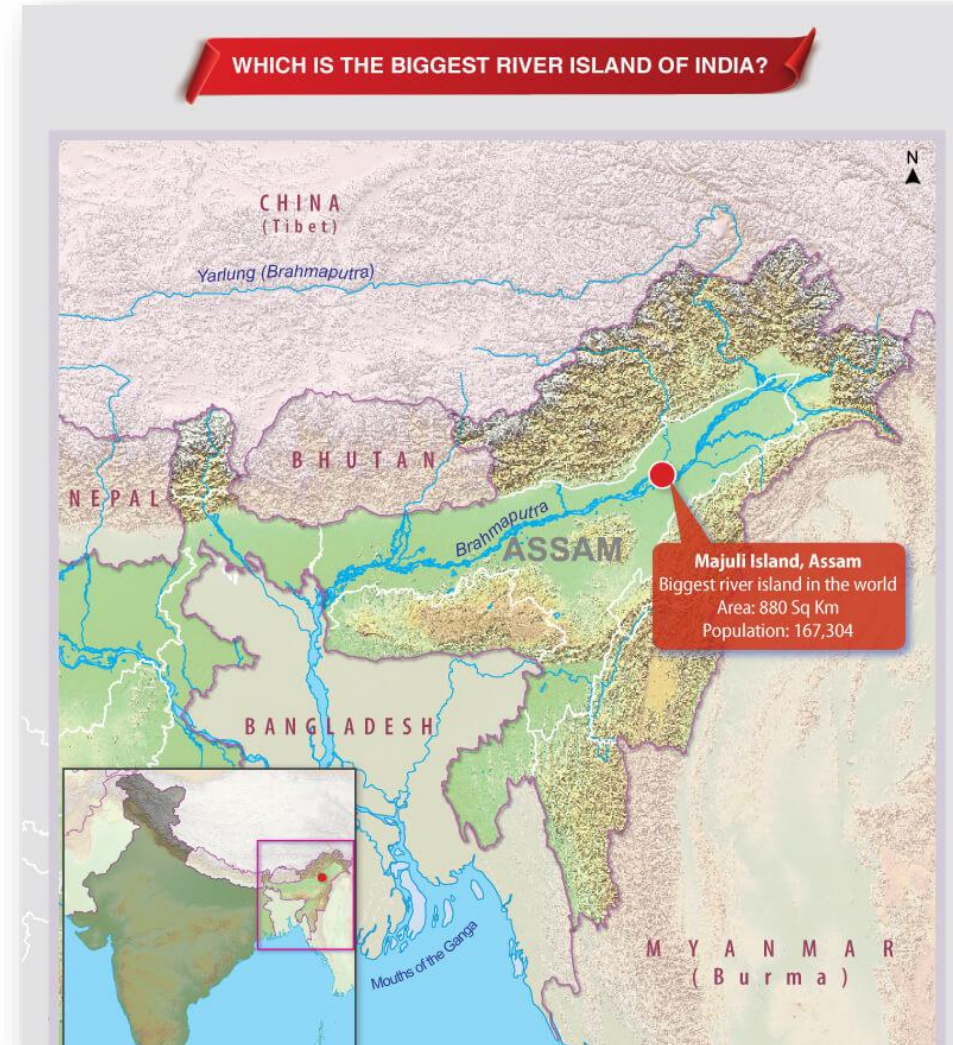 WHICH IS THE BIGGEST RIVER ISLAND OF INDIA?
N
CHINA
(Tibet)
Yarlung (Brahmaputra)
BHUTAN
NEPAL
Brahmaputra
ASSAM
Majuli Island, Assam
Biggest river island in the world
Area: 880 Sq Km
Population: 167,304
BANGLADESH
Mouths of the Ganga
MYANMAR
(Burma)